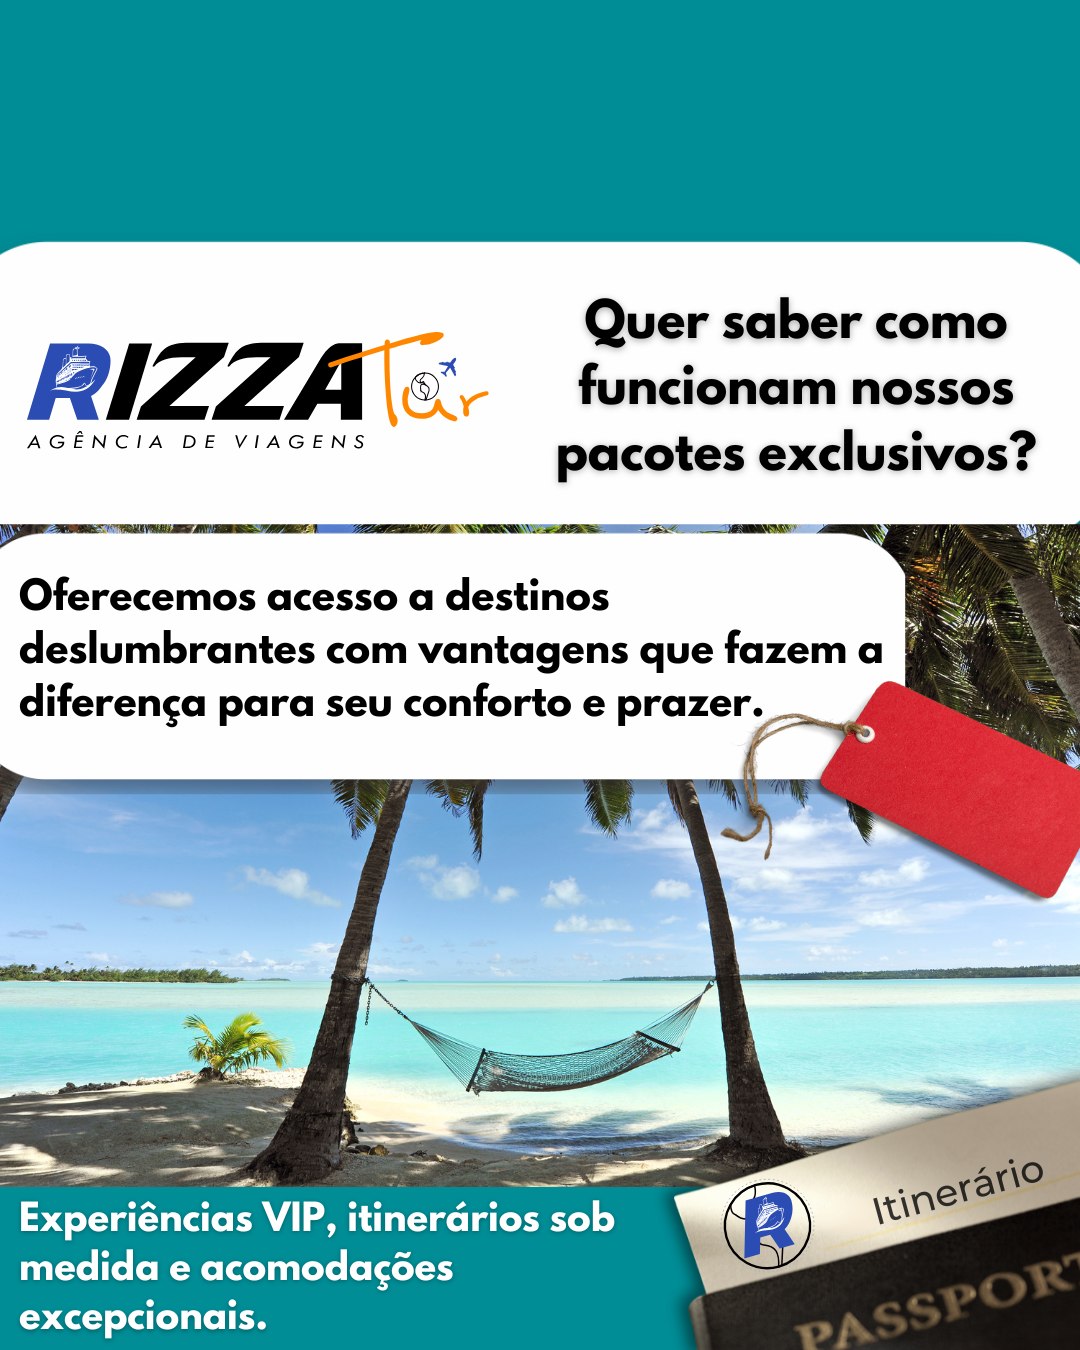 RIZZA Tur
AGÊNCIA DE VIAGENS
Quer saber como
funcionam nossos
pacotes exclusivos?
Oferecemos acesso a destinos
deslumbrantes com vantagens que fazem a
diferença para seu conforto e prazer.
Experiências VIP, itinerários sob
medida e acomodações
excepcionais.
R
Itinerário
PASSPORT